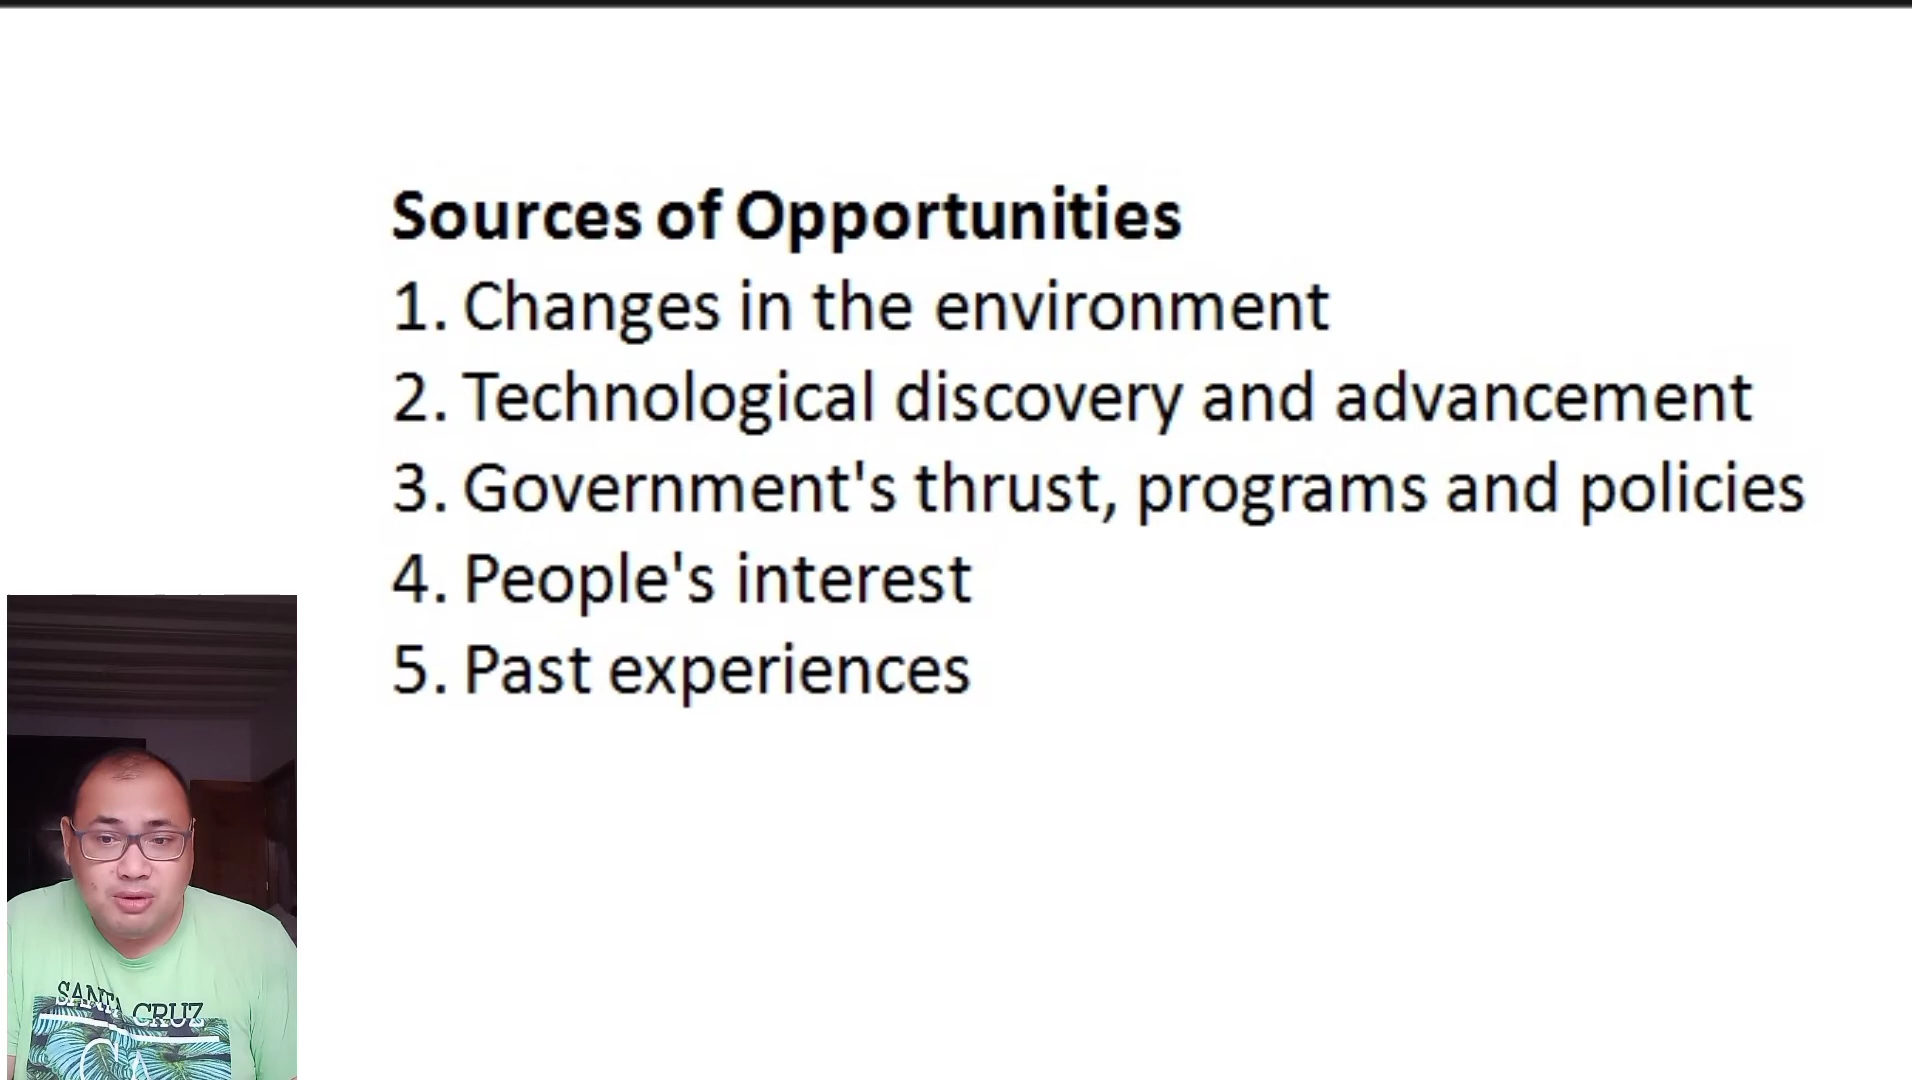 Sources of Opportunities
1. Changes in the environment
2. Technological discovery and advancement
3. Government's thrust, programs and policies
4. People's interest
5. Past experiences
SANTA CRUZ
CA